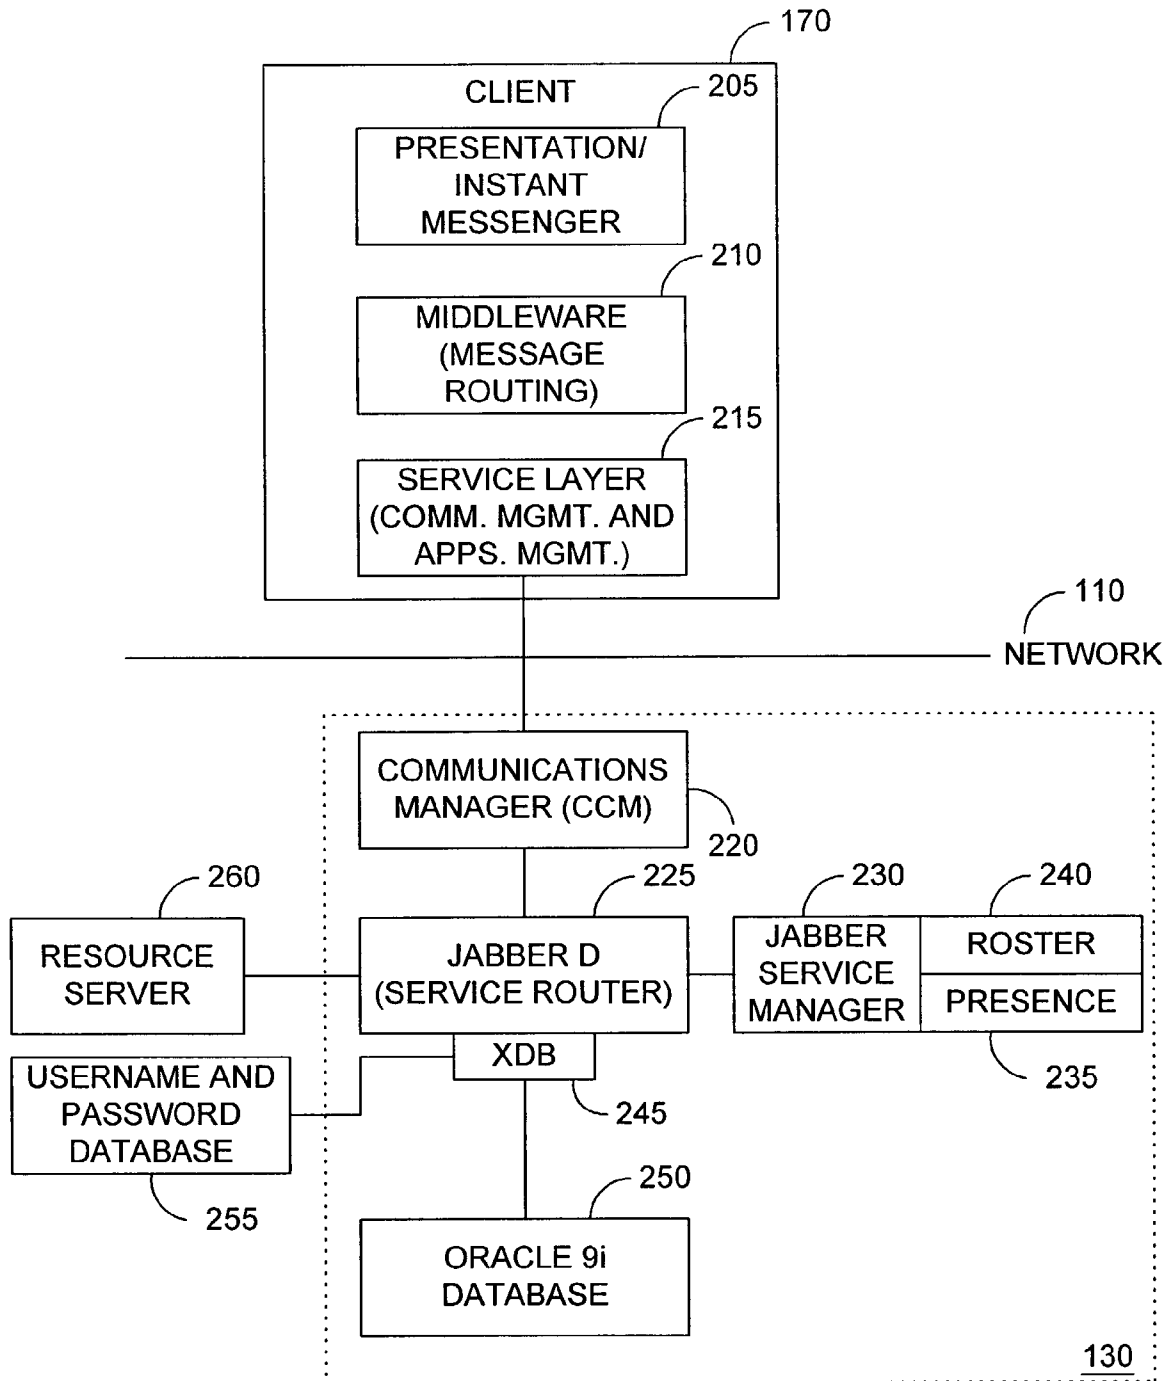 170
CLIENT
205
PRESENTATION/
INSTANT
MESSENGER
210
MIDDLEWARE
(MESSAGE
ROUTING)
215
SERVICE LAYER
(COMM. MGMT. AND
APPS. MGMT.)
110
NETWORK
COMMUNICATIONS
MANAGER (CCM)
220
260
225
230
240
RESOURCE
SERVER
JABBER D
(SERVICE ROUTER)
JABBER
SERVICE
MANAGER
ROSTER
PRESENCE
XDB
235
245
USERNAME AND
PASSWORD
DATABASE
255
250
ORACLE 9i
DATABASE
130